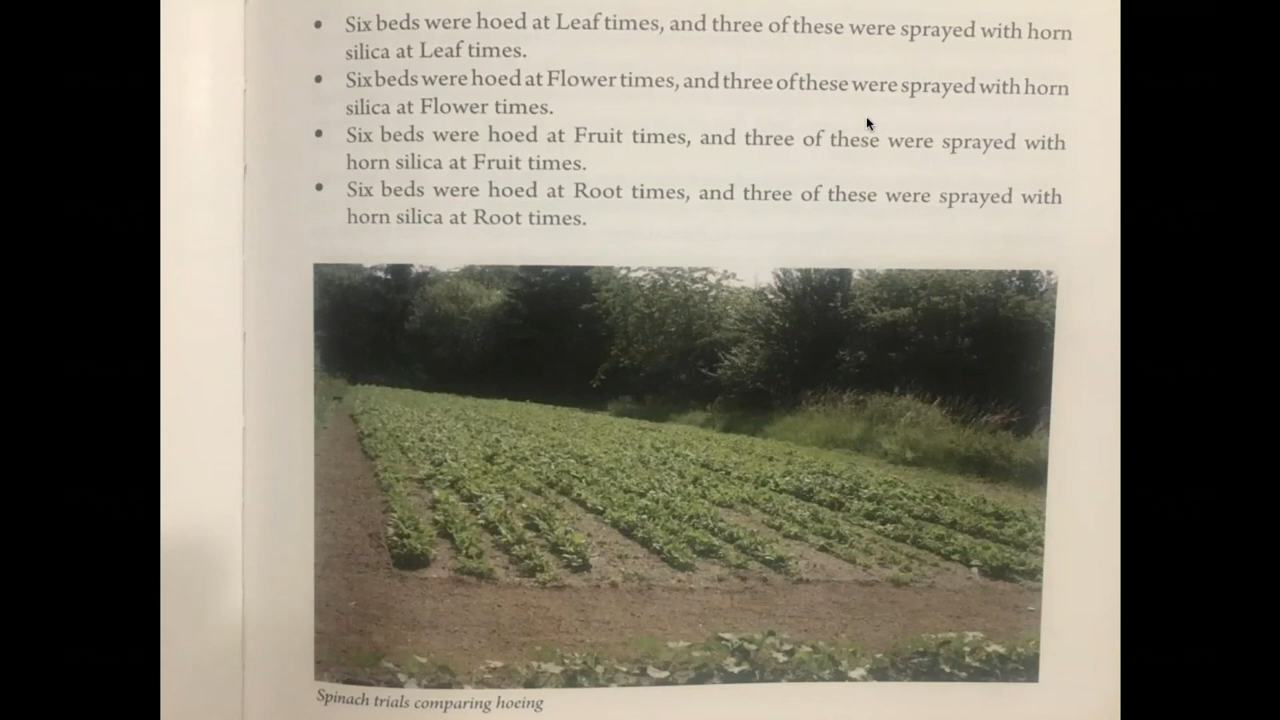 • Six beds were hoed at Leaf times, and three of these were sprayed with horn
silica at Leaf times.
• Six beds were hoed at Flower times, and three of these were sprayed with horn
silica at Flower times.
• Six beds were hoed at Fruit times, and three of these were sprayed with
horn silica at Fruit times.
• Six beds were hoed at Root times, and three of these were sprayed with
horn silica at Root times.
Spinach trials comparing hoeing